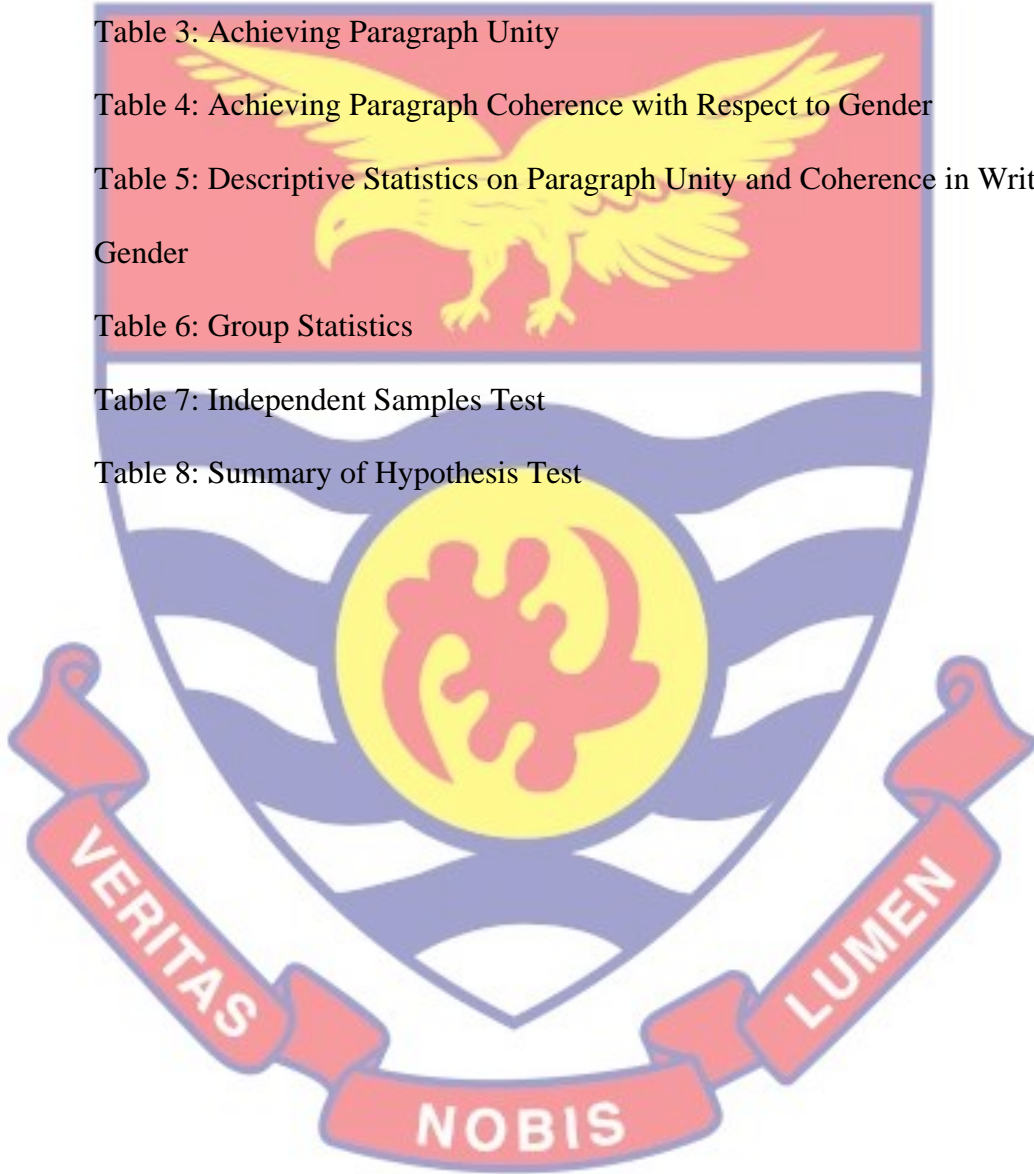 Table 3: Achieving Paragraph Unity
Table 4: Achieving Paragraph Coherence with Respect to Gender
Table 5: Descriptive Statistics on Paragraph Unity and Coherence in Writ
Gender
Table 6: Group Statistics
Table 7: Independent Samples Test
Table 8: Summary of Hypothesis Test
VERITAS
NOBIS
LUMEN